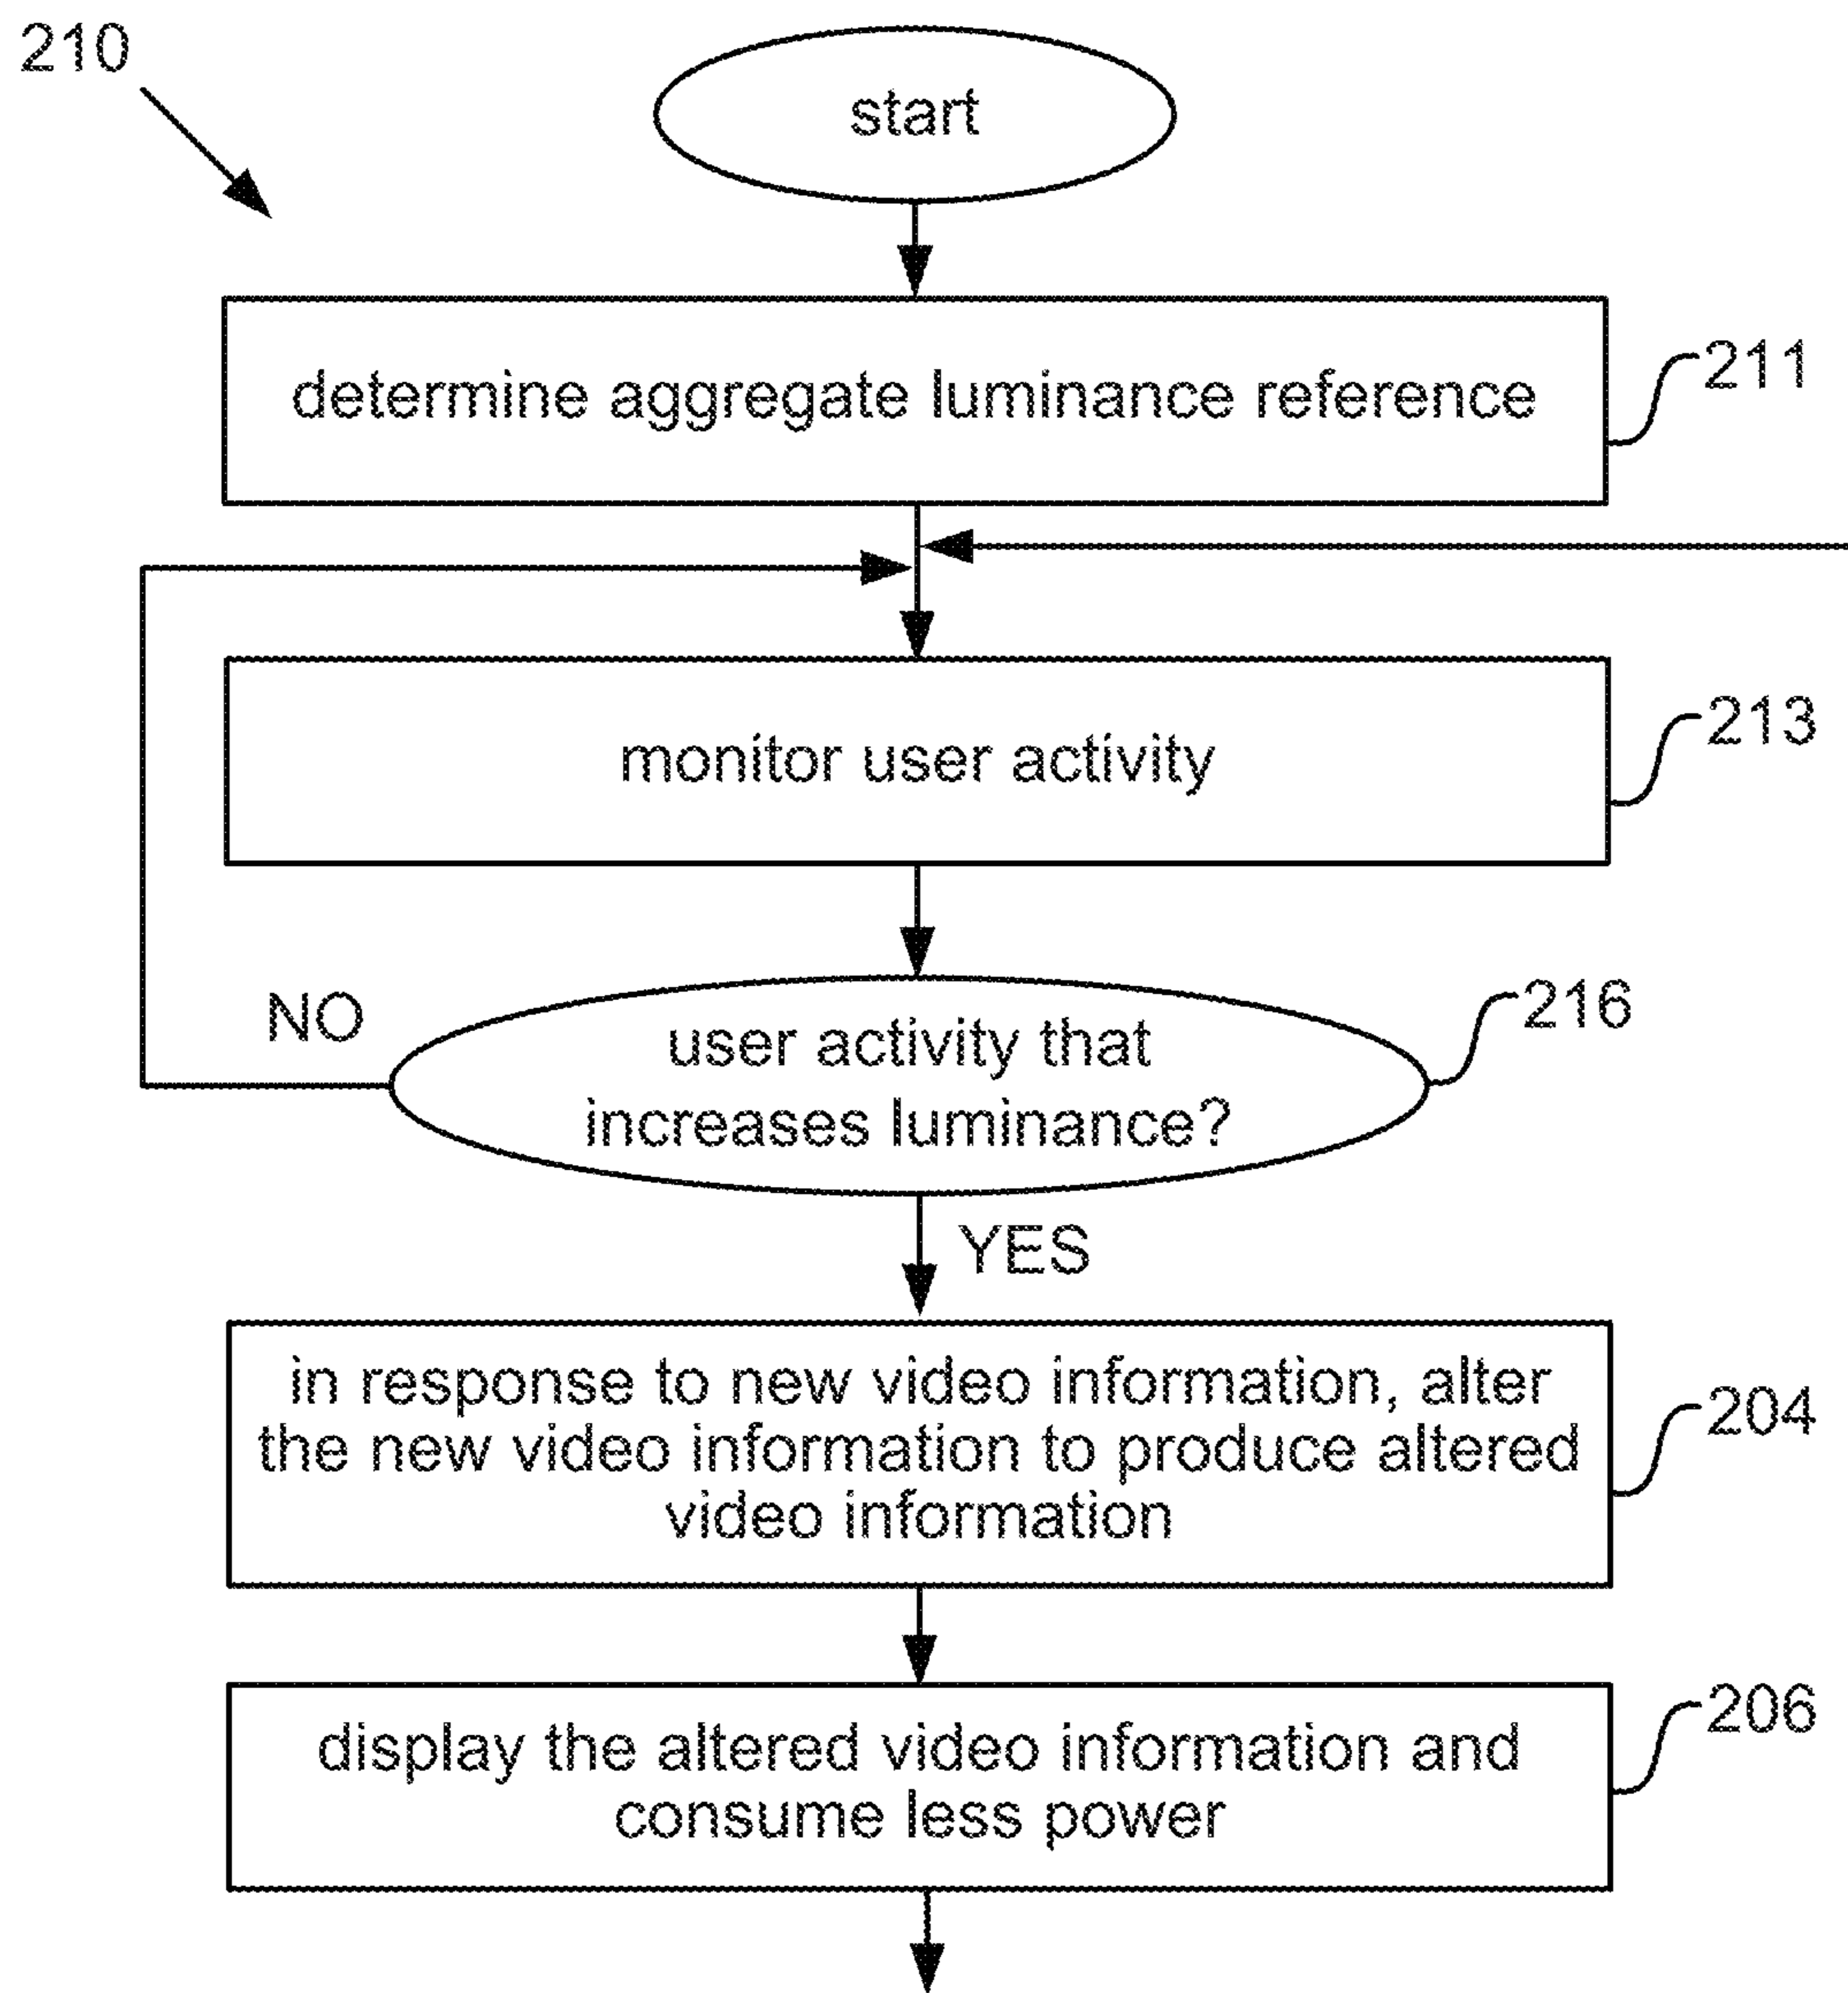 210
start
determine aggregate luminance reference
211
monitor user activity
213
NO
user activity that
increases luminance?
216
YES
in response to new video information, alter
the new video information to produce altered
video information
204
display the altered video information and
consume less power
206